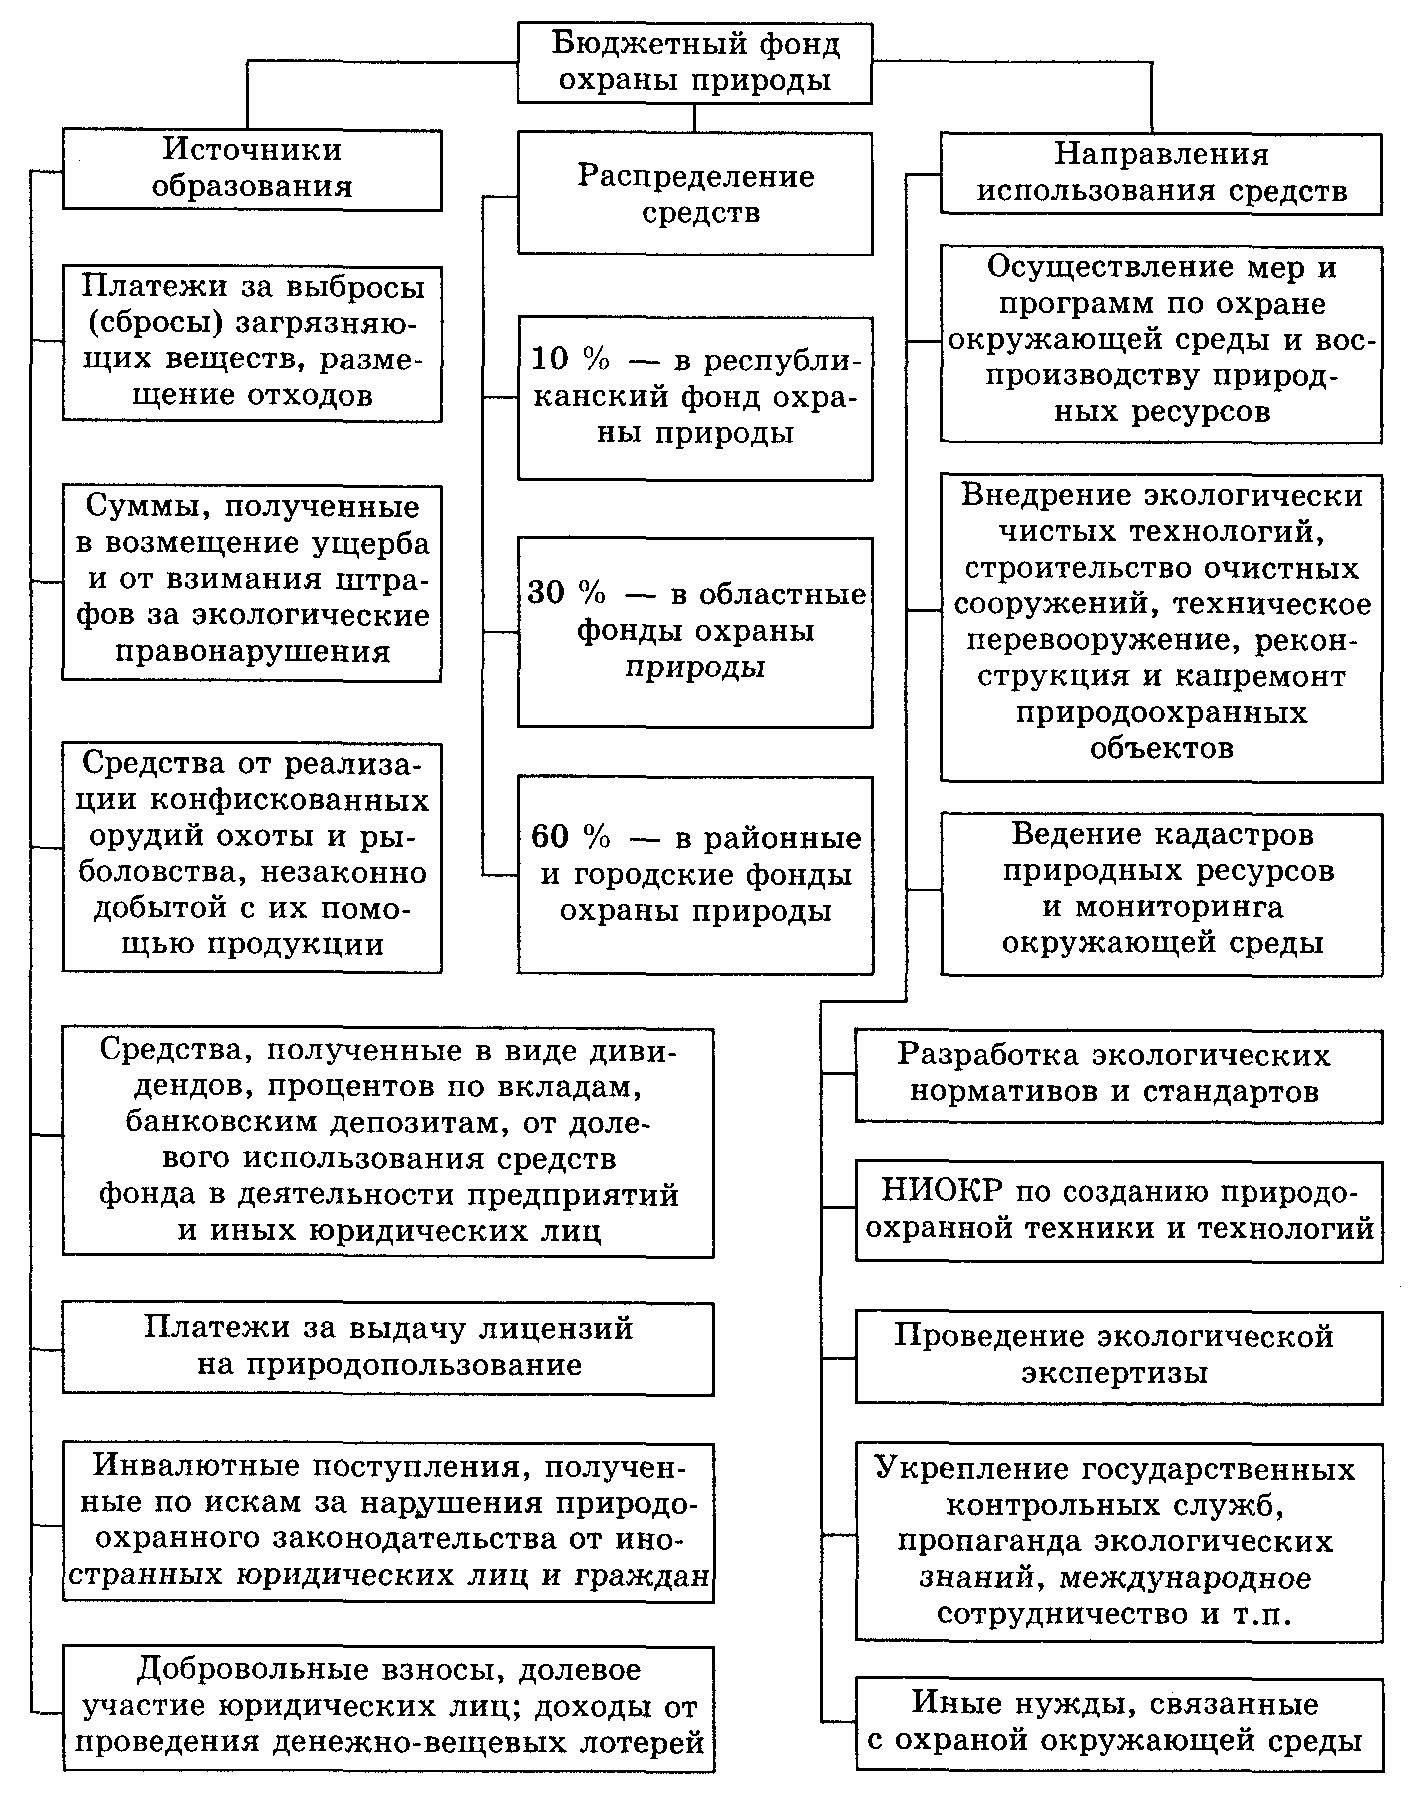 Бюджетный фонд
охраны природы
Источники
образования
Платежи за выбросы
(сбросы) загрязняю-
щих веществ, разме-
щение отходов
Суммы, полученные
в возмещение ущерба
и от взимания штра-
фов за экологические
правонарушения
Средства от реализа-
ции конфискованных
орудий охоты и ры-
боловства, незаконно
добытой с их помо-
щью продукции
Средства, полученные в виде диви-
дендов, процентов по вкладам,
банковским депозитам, от доле-
вого использования средств
фонда в деятельности предприятий
и иных юридических лиц
Платежи за выдачу лицензий
на природопользование
Инвалютные поступления, получен-
ные по искам за нарушения природо-
охранного законодательства от ино-
странных юридических лиц и граждан
Добровольные взносы, долевое
участие юридических лиц; доходы от
проведения денежно-вещевых лотерей
Распределение
средств
10 % — в республи-
канский фонд охра-
ны природы
30 % — в областные
фонды охраны
природы
60 % — в районные
и городские фонды
охраны природы
Направления
использования средств
Осуществление мер и
программ по охране
окружающей среды и вос-
производству природ-
ных ресурсов
Внедрение экологически
чистых технологий,
строительство очистных
сооружений, техническое
перевооружение, рекон-
струкция и капремонт
природоохранных
объектов
Ведение кадастров
природных ресурсов
и мониторинга
окружающей среды
Разработка экологических
нормативов и стандартов
НИОКР по созданию природо-
охранной техники и технологий
Проведение экологической
экспертизы
Укрепление государственных
контрольных служб,
пропаганда экологических
знаний, международное
сотрудничество и т.п.
Иные нужды, связанные
с охраной окружающей среды